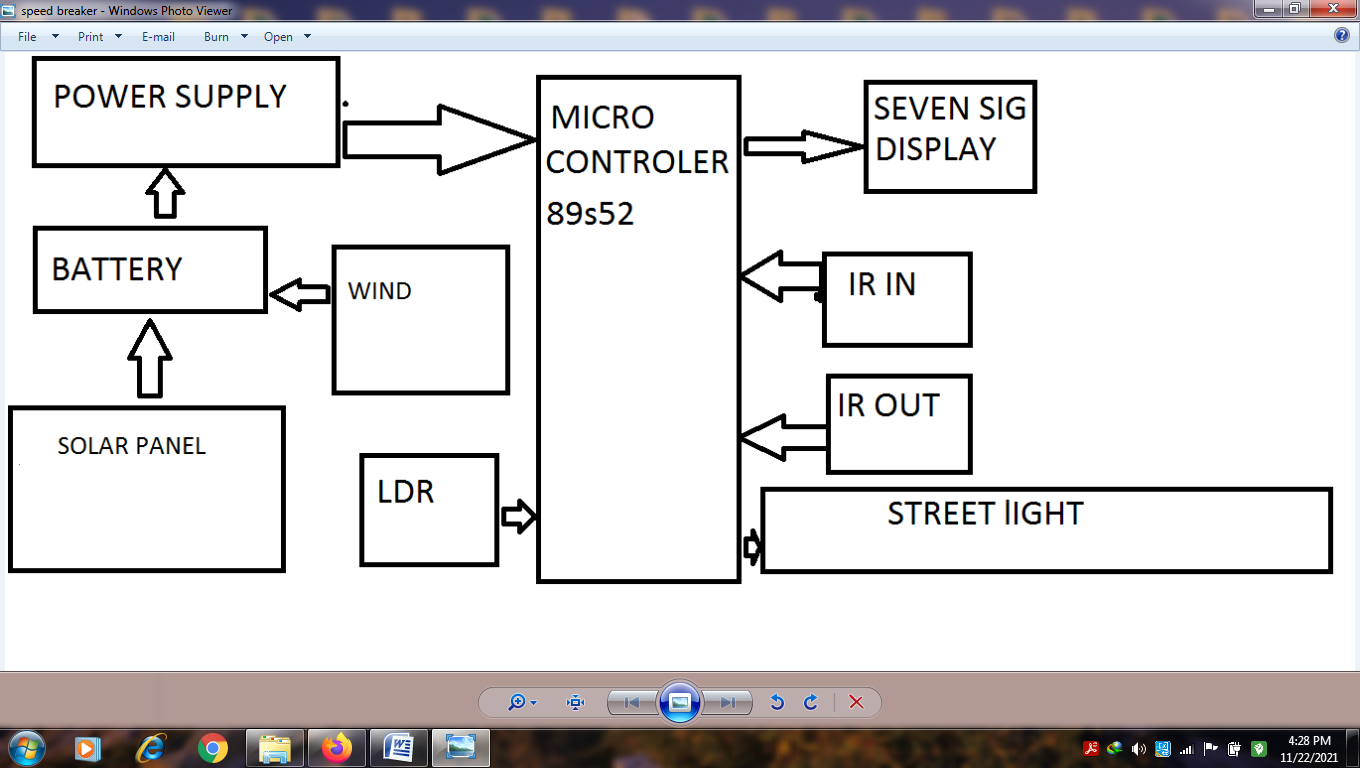 speed breaker - Windows Photo Viewer
File Print E-mail Burn Open
POWER SUPPLY
MICRO
CONTROLER
89s52
SEVEN SIG
DISPLAY
BATTERY
WIND
IR IN
SOLAR PANEL
LDR
IR OUT
STREET lIGHT
4:28 PM
11/22/2021